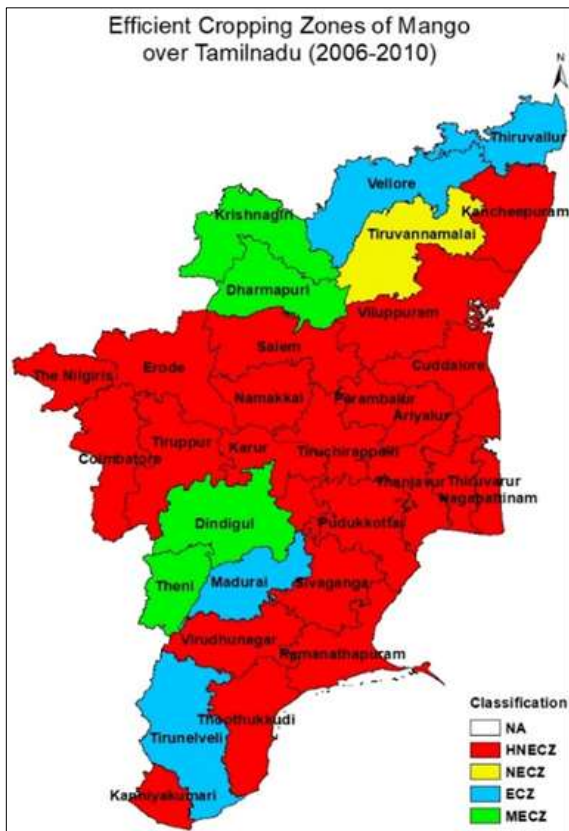 Efficient Cropping Zones of Mango
over Tamilnadu (2006-2010)
N
Thiruvallur
Vellore
Kancheepuram
Krishnagiri
Tiruvannamalai
Dharmapuri
Viluppuram
Salem
Erode
The Nilgiris
Cuddalore
Namakkal
Perambalur
Ariyalur
Tiruppur
Karur
Coimbatore
Tiruchirappalli
Thanjavur
Thiruvarur
Nagapattinam
Dindigul
Pudukkottai
Theni
Madurai
Sivagangai
Virudhunagar
Ramanathapuram
Thoothukkudi
Tirunelveli
Kanniyakumari
Classification
NA
HNECZ
NECZ
ECZ
MECZ